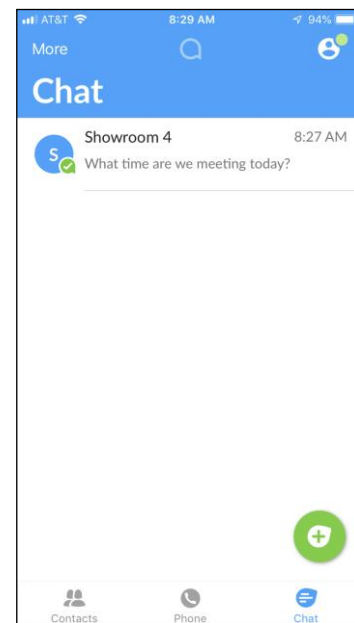 AT&T 8:29 AM 94%
More
Chat
Showroom 4 8:27 AM
S
What time are we meeting today?
Contacts Phone Chat